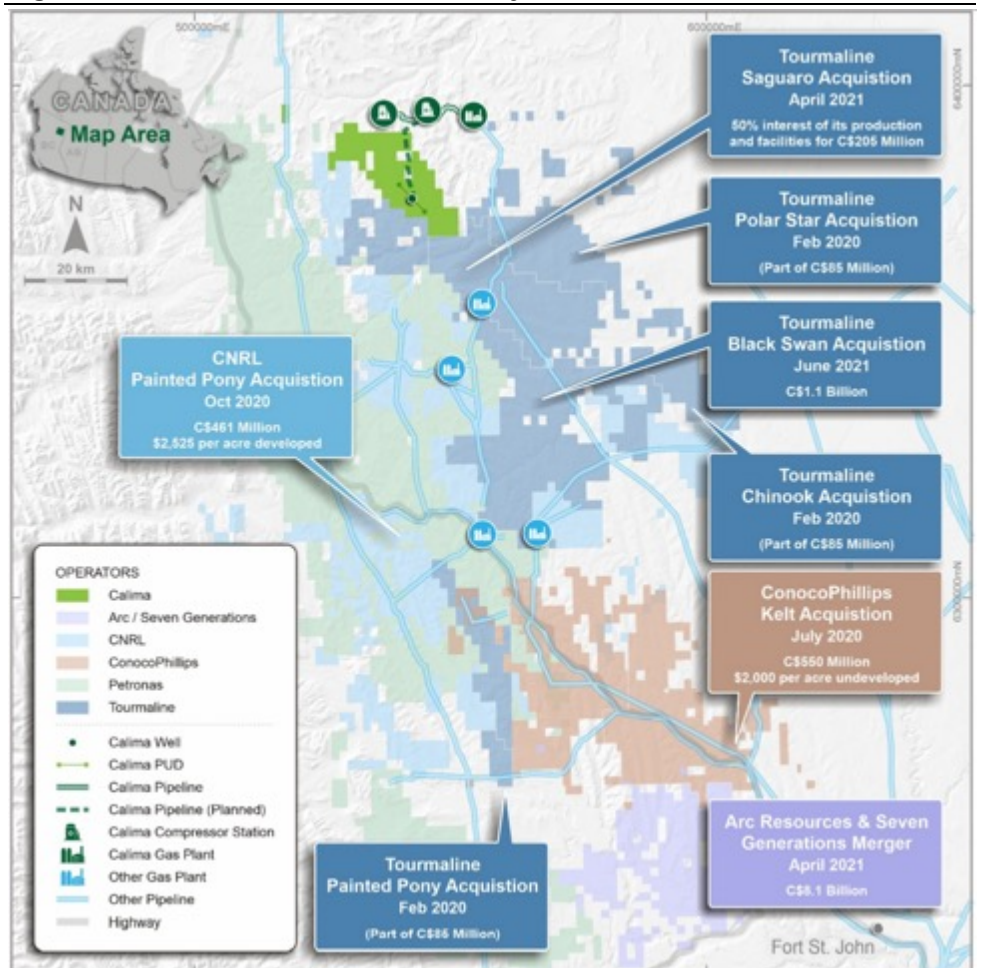 500000mE
600000mE
6400000mN
6300000mN
CANADA
BC
AB
Map Area
N
20 km
Tourmaline
Saguaro Acquistion
April 2021
50% interest of its production
and facilities for C$205 Million
Tourmaline
Polar Star Acquistion
Feb 2020
(Part of C$85 Million)
Tourmaline
Black Swan Acquistion
June 2021
C$1.1 Billion
CNRL
Painted Pony Acquistion
Oct 2020
C$461 Million
$2,525 per acre developed
Tourmaline
Chinook Acquistion
Feb 2020
(Part of C$85 Million)
ConocoPhillips
Kelt Acquistion
July 2020
C$550 Million
$2,000 per acre undeveloped
OPERATORS
Calima
Arc / Seven Generations
CNRL
ConocoPhillips
Petronas
Tourmaline
Calima Well
Calima PUD
Calima Pipeline
Calima Pipeline (Planned)
Calima Compressor Station
Calima Gas Plant
Other Gas Plant
Other Pipeline
Highway
Tourmaline
Painted Pony Acquistion
Feb 2020
(Part of C$85 Million)
Arc Resources & Seven
Generations Merger
April 2021
C$8.1 Billion
Fort St. John